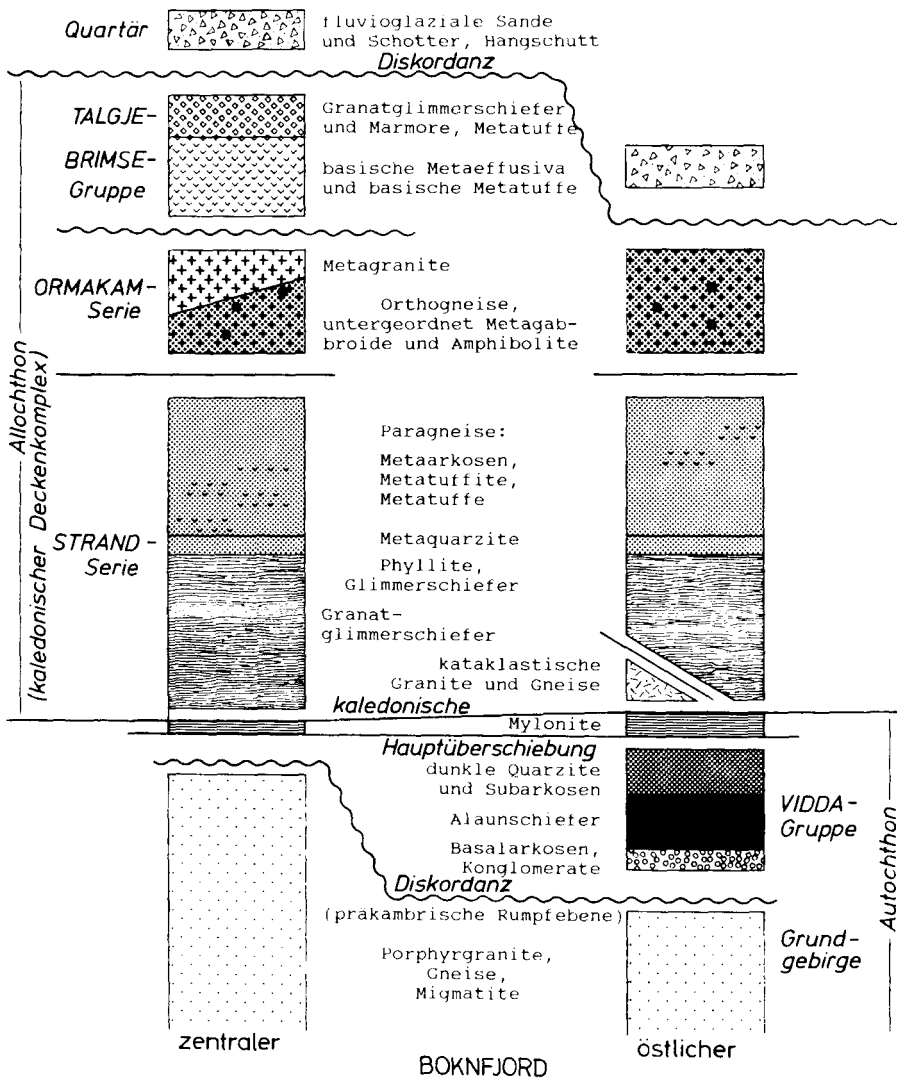 Quartär
fluvioglaziale Sande
und Schotter, Hangschutt
Diskordanz
TALGJE-
BRIMSE-
Gruppe
Granatglimmerschiefer
und Marmore, Metatuffe
basische Metaeffusiva
und basische Metatuffe
ORMAKAM-
Serie
Metagranite
Orthogneise,
untergeordnet Metagab-
broide und Amphibolite
Allochthon
(kaledonischer Deckenkomplex)
STRAND-
Serie
Paragneise:
Metaarkosen,
Metatuffite,
Metatuffe
Metaquarzite
Phyllite,
Glimmerschiefer
Granat-
glimmerschiefer
kataklastische
Granite und Gneise
kaledonische
Mylonite
Hauptüberschiebung
dunkle Quarzite
und Subarkosen
Alaunschiefer
Basalarkosen,
Konglomerate
VIDDA-
Gruppe
Autochthon
Diskordanz
(präkambrische Rumpfebene)
Porphyrgranite,
Gneise,
Migmatite
Grund-
gebirge
zentraler
östlicher
BOKNFJORD